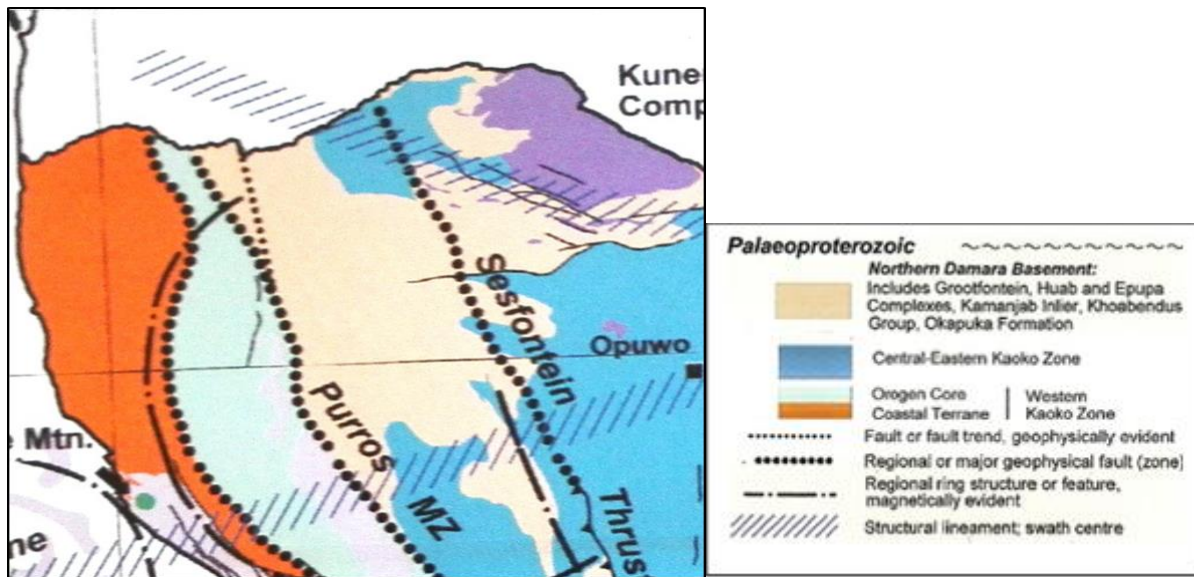 Kune
Comp
Sesfontein
Opuwo
Purros
e Mtn.
MZ
Thrus
ne
Palaeoproterozoic
Northern Damara Basement:
Includes Grootfontein, Huab and Epupa
Complexes, Kamanjab Inlier, Khoabendus
Group, Okapuka Formation
Central-Eastern Kaoko Zone
Orogen Core
Coastal Terrane
Western
Kaoko Zone
Fault or fault trend, geophysically evident
Regional or major geophysical fault (zone)
Regional ring structure or feature,
magnetically evident
Structural lineament; swath centre